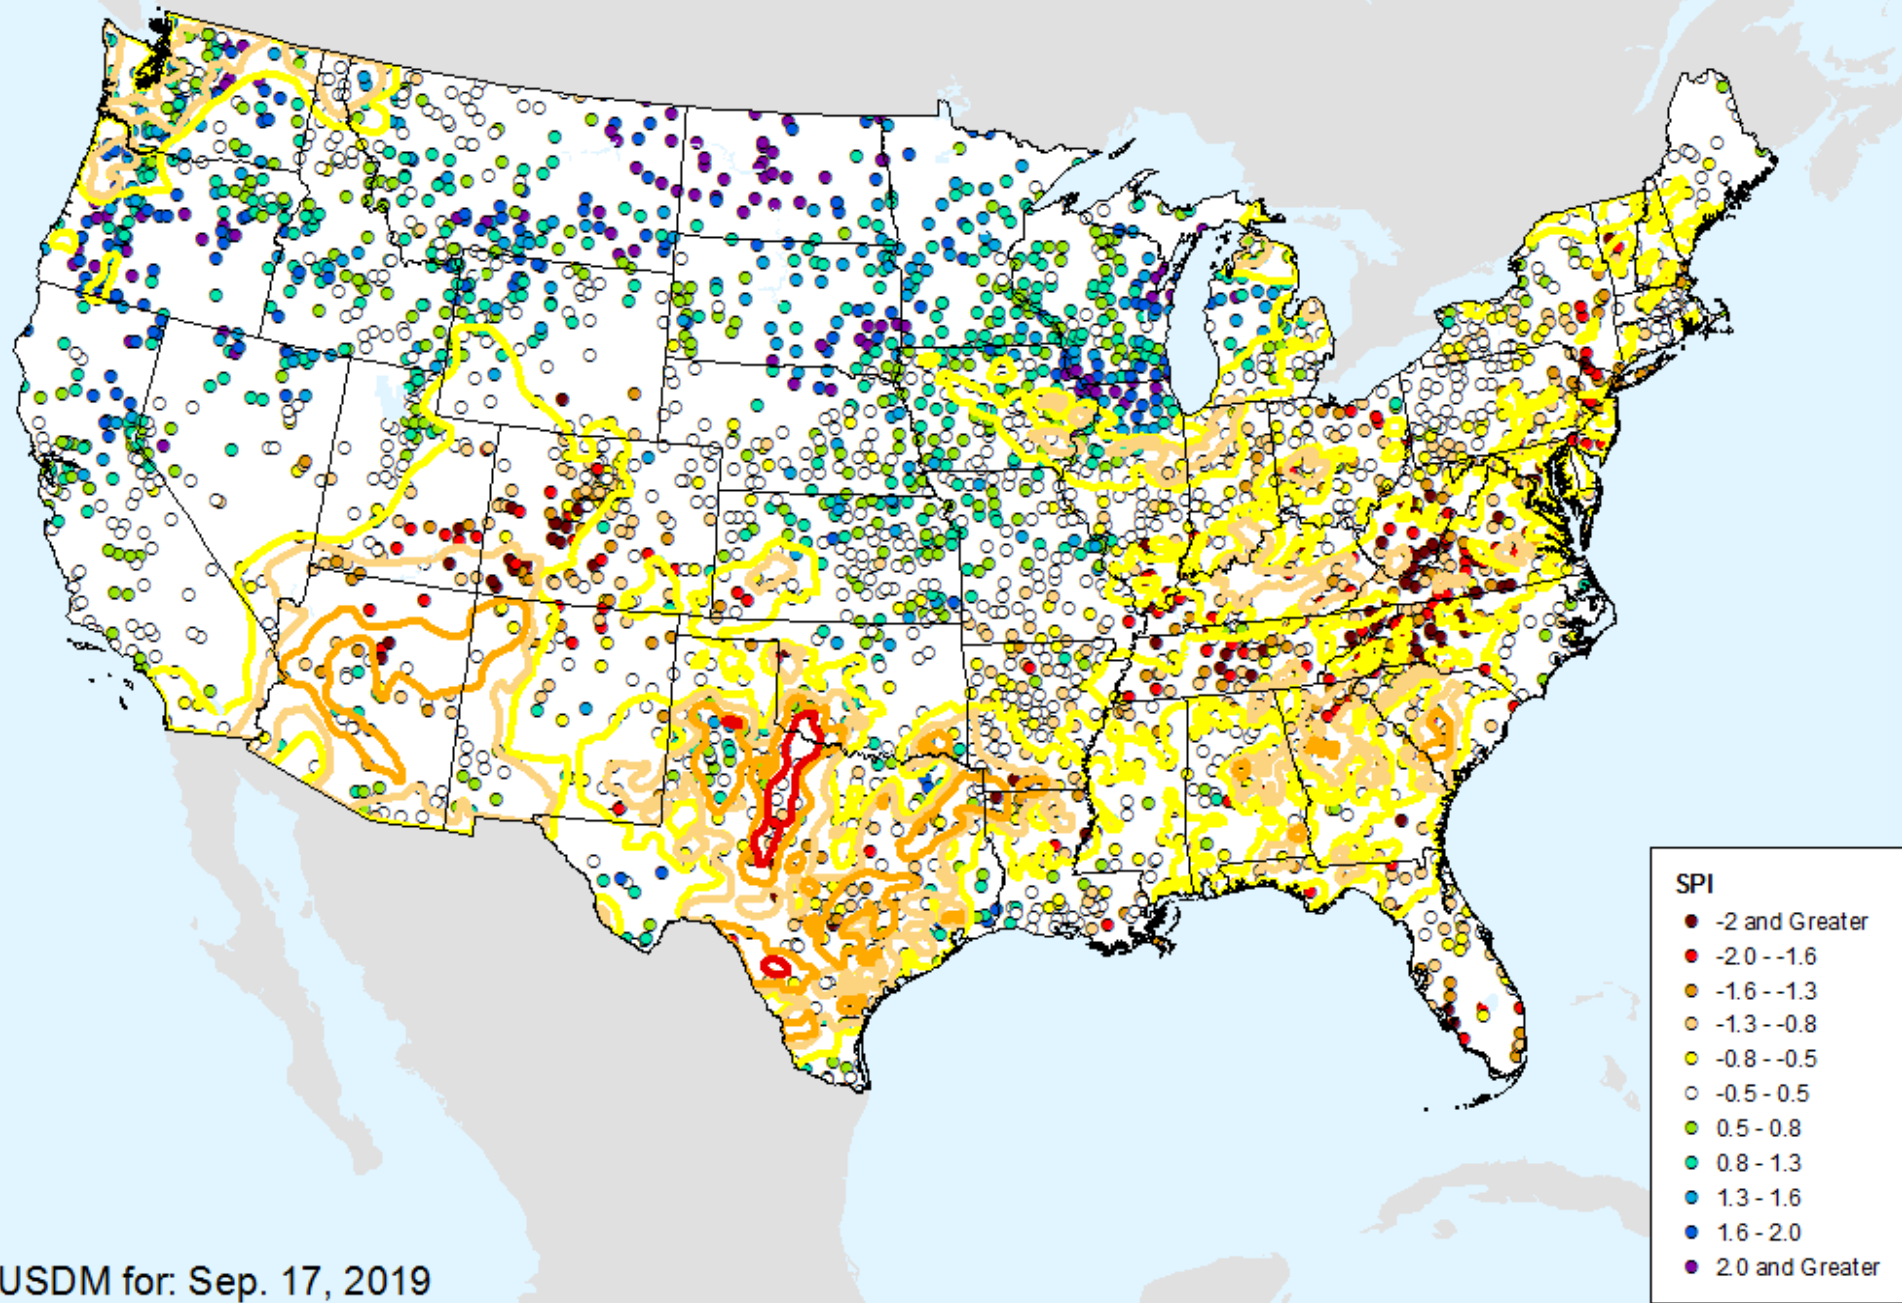 SPI
-2 and Greater
-2.0 - -1.6
-1.6 - -1.3
-1.3 - -0.8
-0.8 - -0.5
-0.5 - 0.5
0.5 - 0.8
0.8 - 1.3
1.3 - 1.6
1.6 - 2.0
2.0 and Greater
USDM for: Sep. 17, 2019